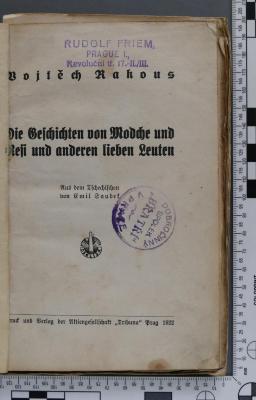 RUDOLF FRIEM,
PRAGUE I.,
Revoluční tř. 17.-II./III.
Vojtěch Rakous
Die Geschichten von Modche und
Resi und anderen lieben Leuten
Aus dem Tschechischen
von Emil Saudek
Druck und Verlag der Aktiengesellschaft „Tribuna" Prag 1922